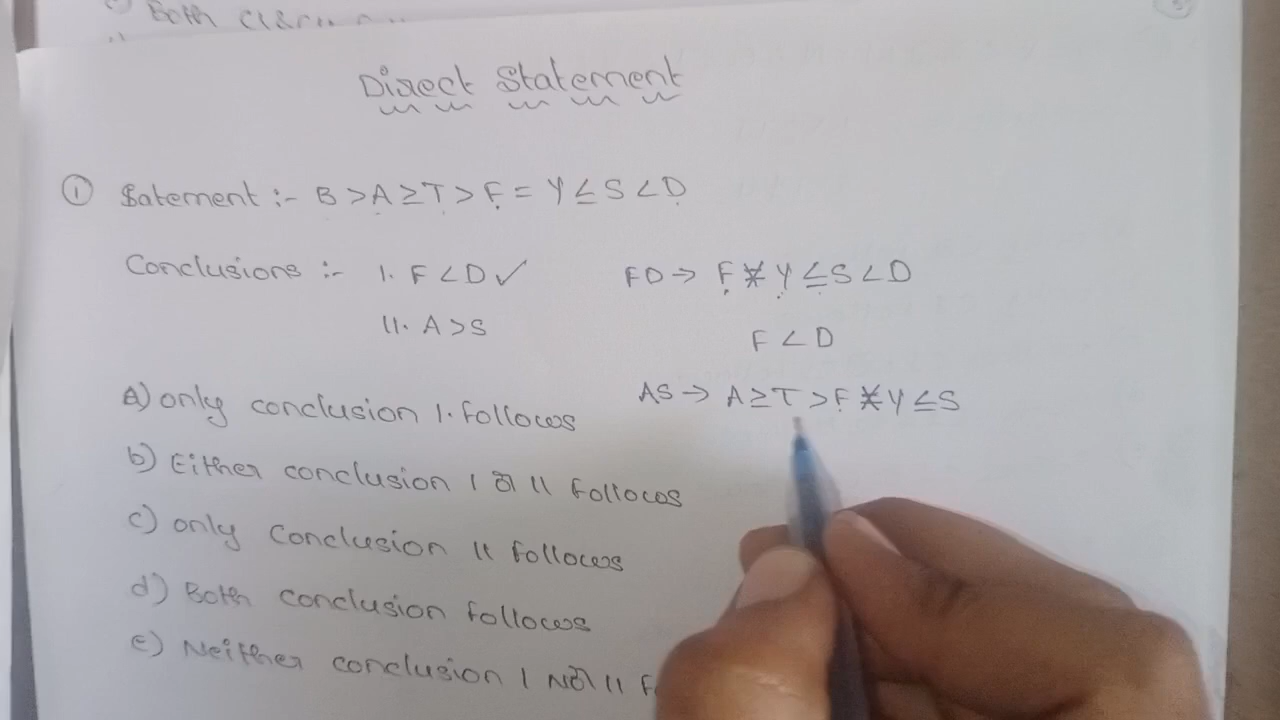 Both
Direct Statement
① Satement :- B > A ≥ T > F = Y ≤ S < D
Conclusions :- I. F < D ✓
II. A > S
FD → F = Y ≤ S < D
F < D
AS → A ≥ T > F = Y ≤ S
A) only conclusion I. follows
b) Either conclusion I or II follows
c) only Conclusion II follows
d) Both conclusion follows
e) Neither conclusion I nor II